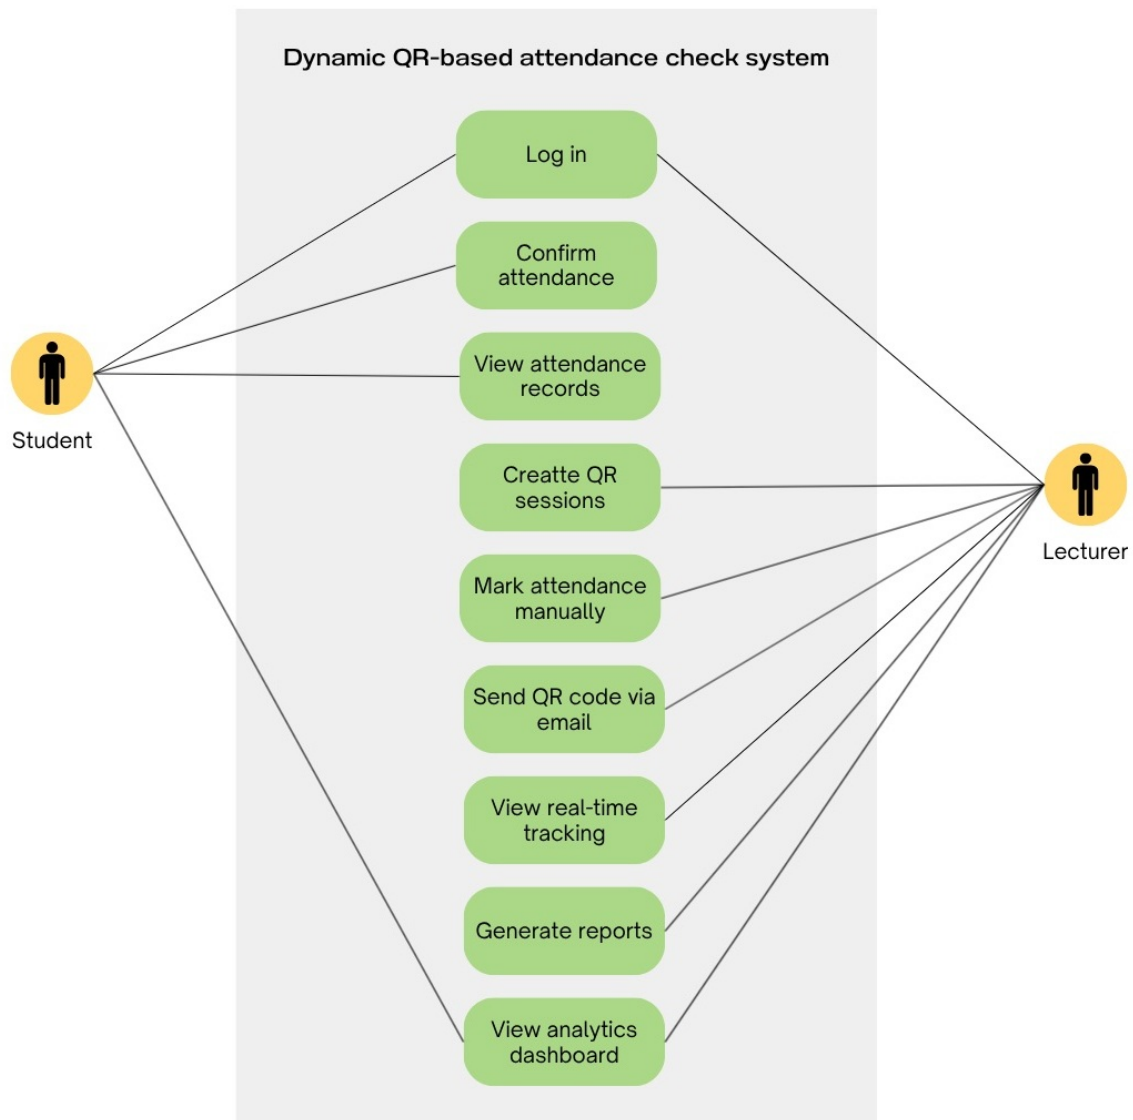 Dynamic QR-based attendance check system
Log in
Confirm
attendance
View attendance
records
Student
Creatte QR
sessions
Lecturer
Mark attendance
manually
Send QR code via
email
View real-time
tracking
Generate reports
View analytics
dashboard